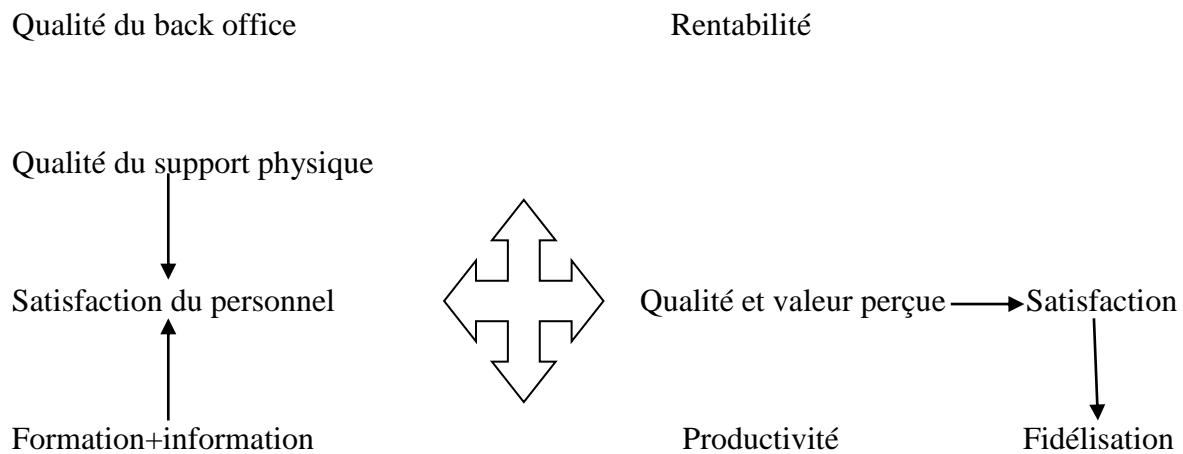 Qualité du back office Rentabilité
Qualité du support physique
Satisfaction du personnel Qualité et valeur perçue Satisfaction
Formation+information Productivité Fidélisation